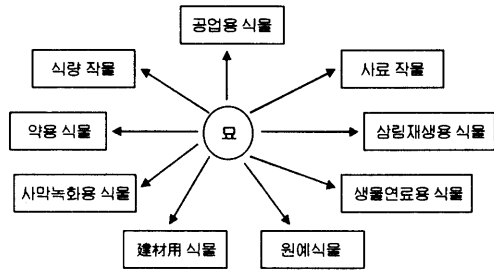 공업용 식물
식량 작물
사료 작물
약용 식물
묘
삼림재생용 식물
사막녹화용 식물
생물연료용 식물
建材用 식물
원예식물